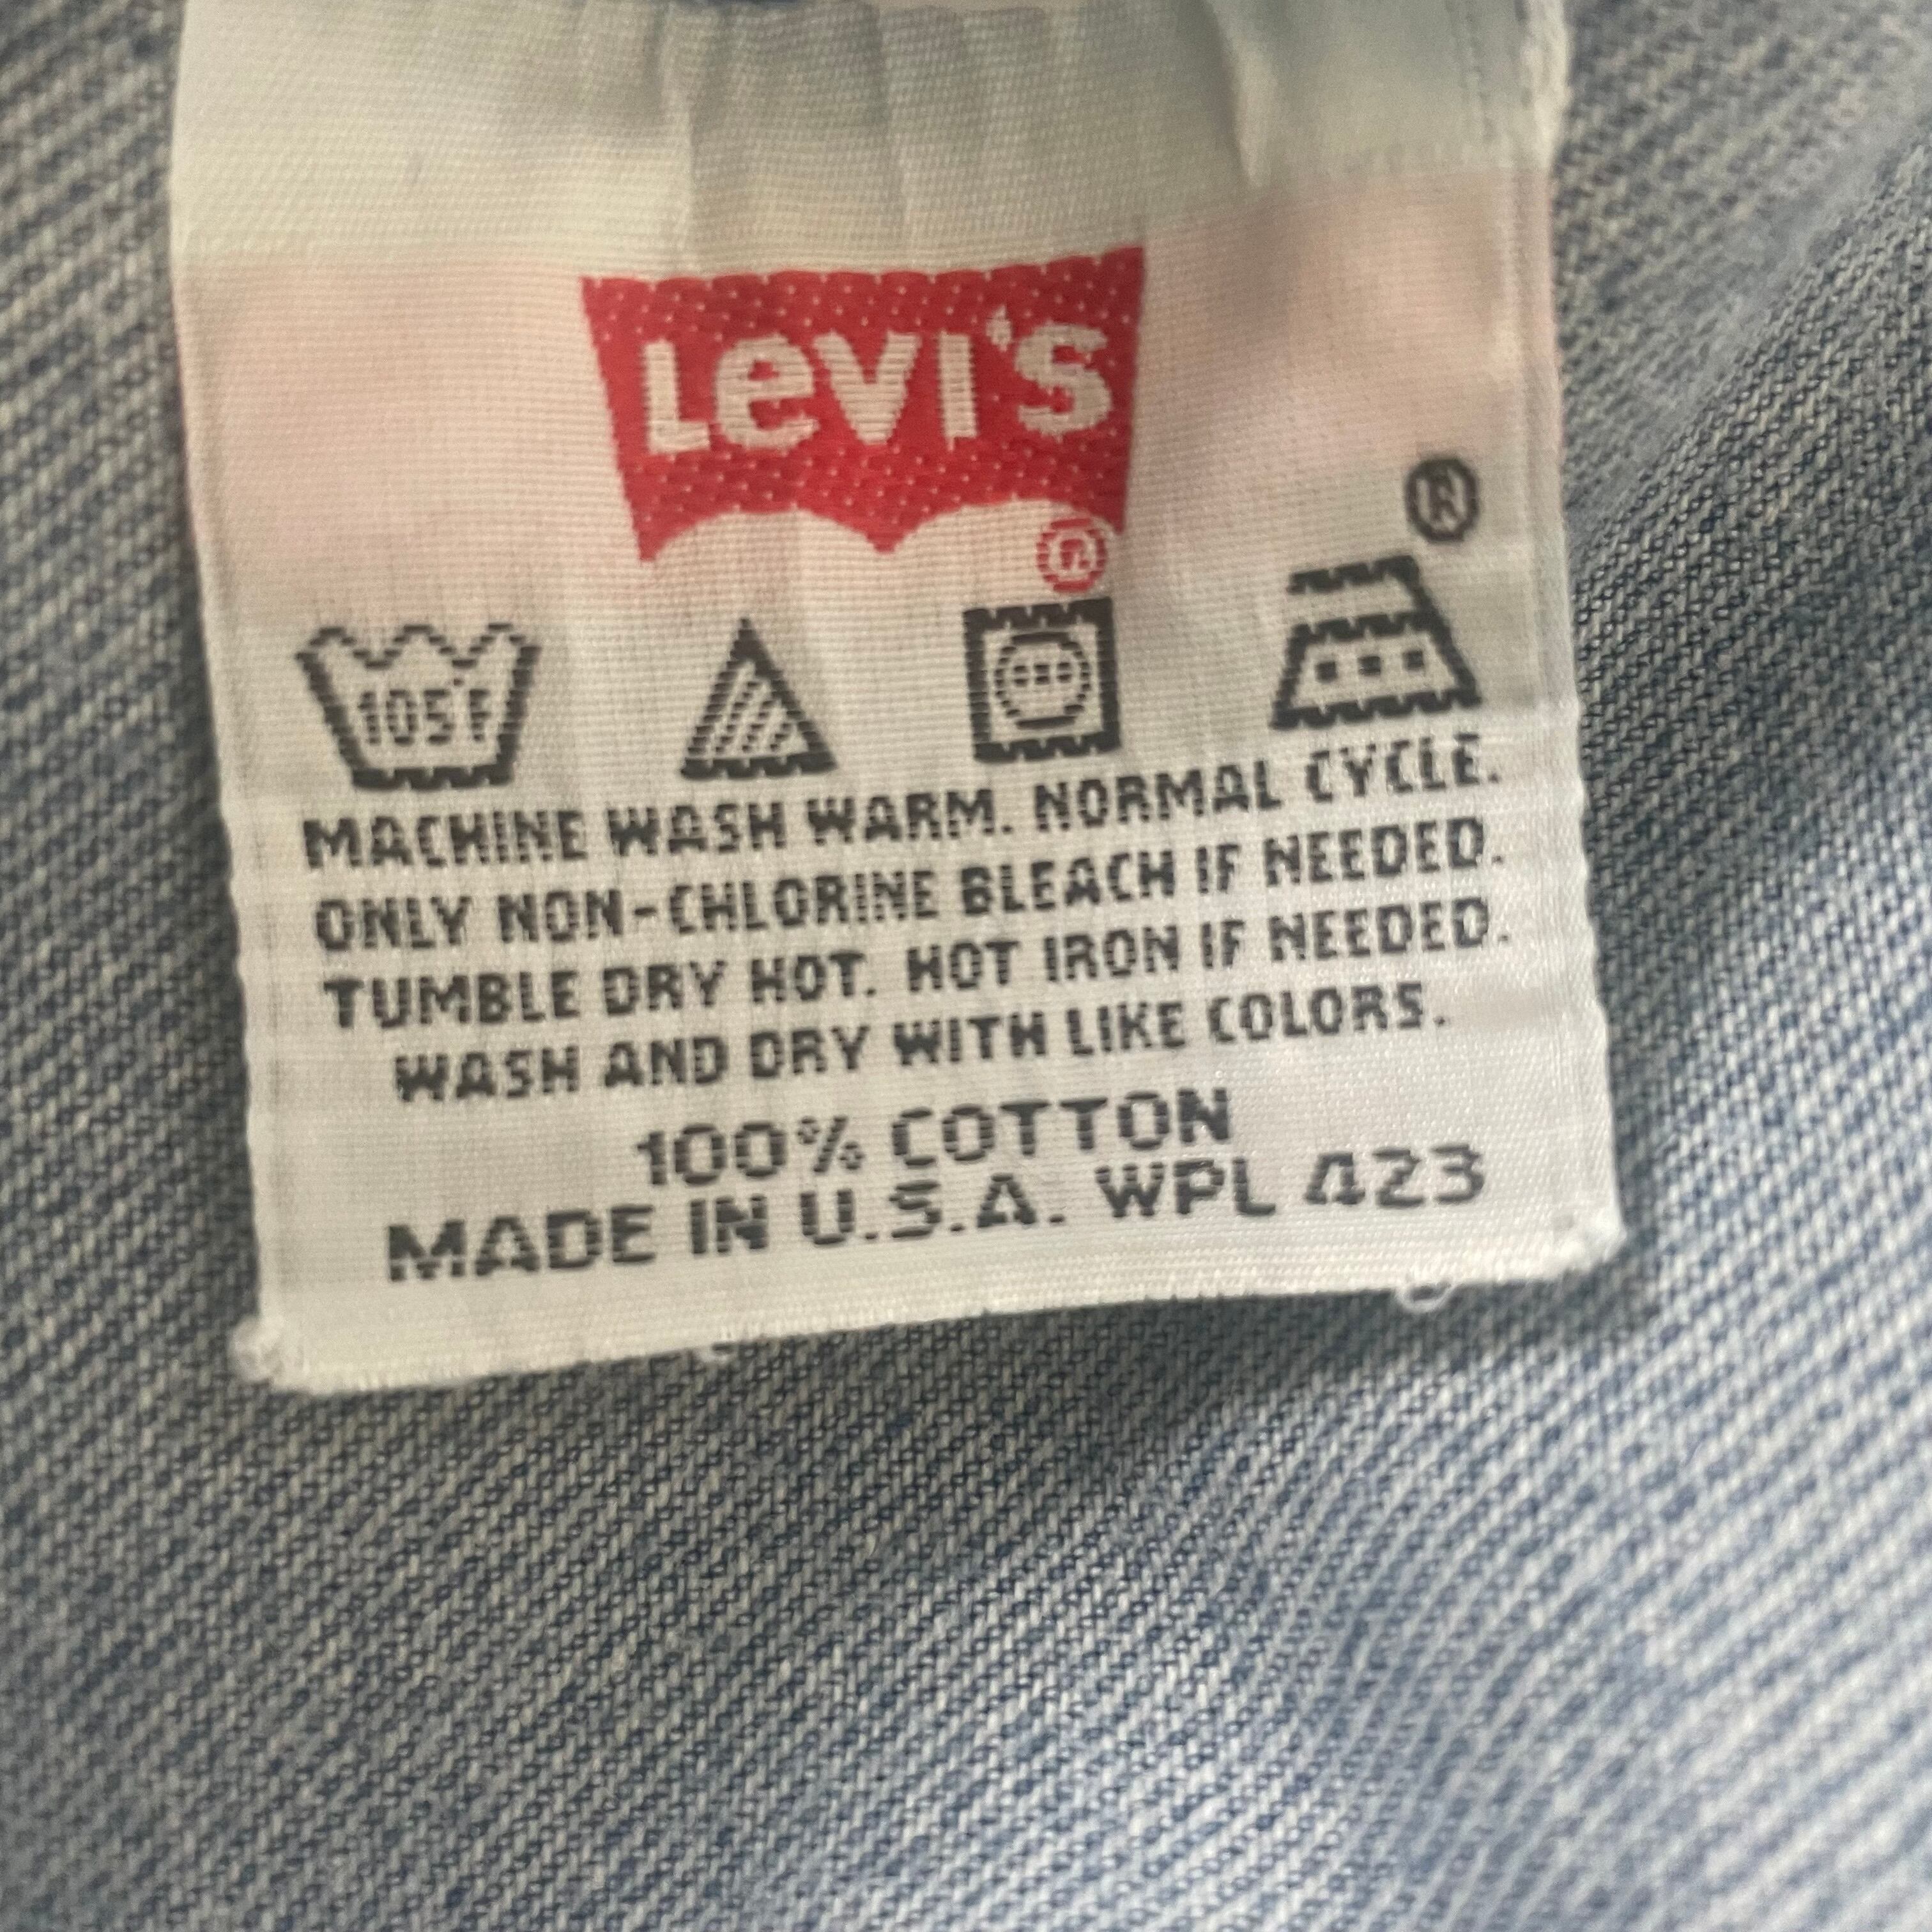 Levi's
®
®
105°F
MACHINE WASH WARM. NORMAL CYCLE.
ONLY NON-CHLORINE BLEACH IF NEEDED.
TUMBLE DRY HOT. HOT IRON IF NEEDED.
WASH AND DRY WITH LIKE COLORS.
100% COTTON
MADE IN U.S.A. WPL 423